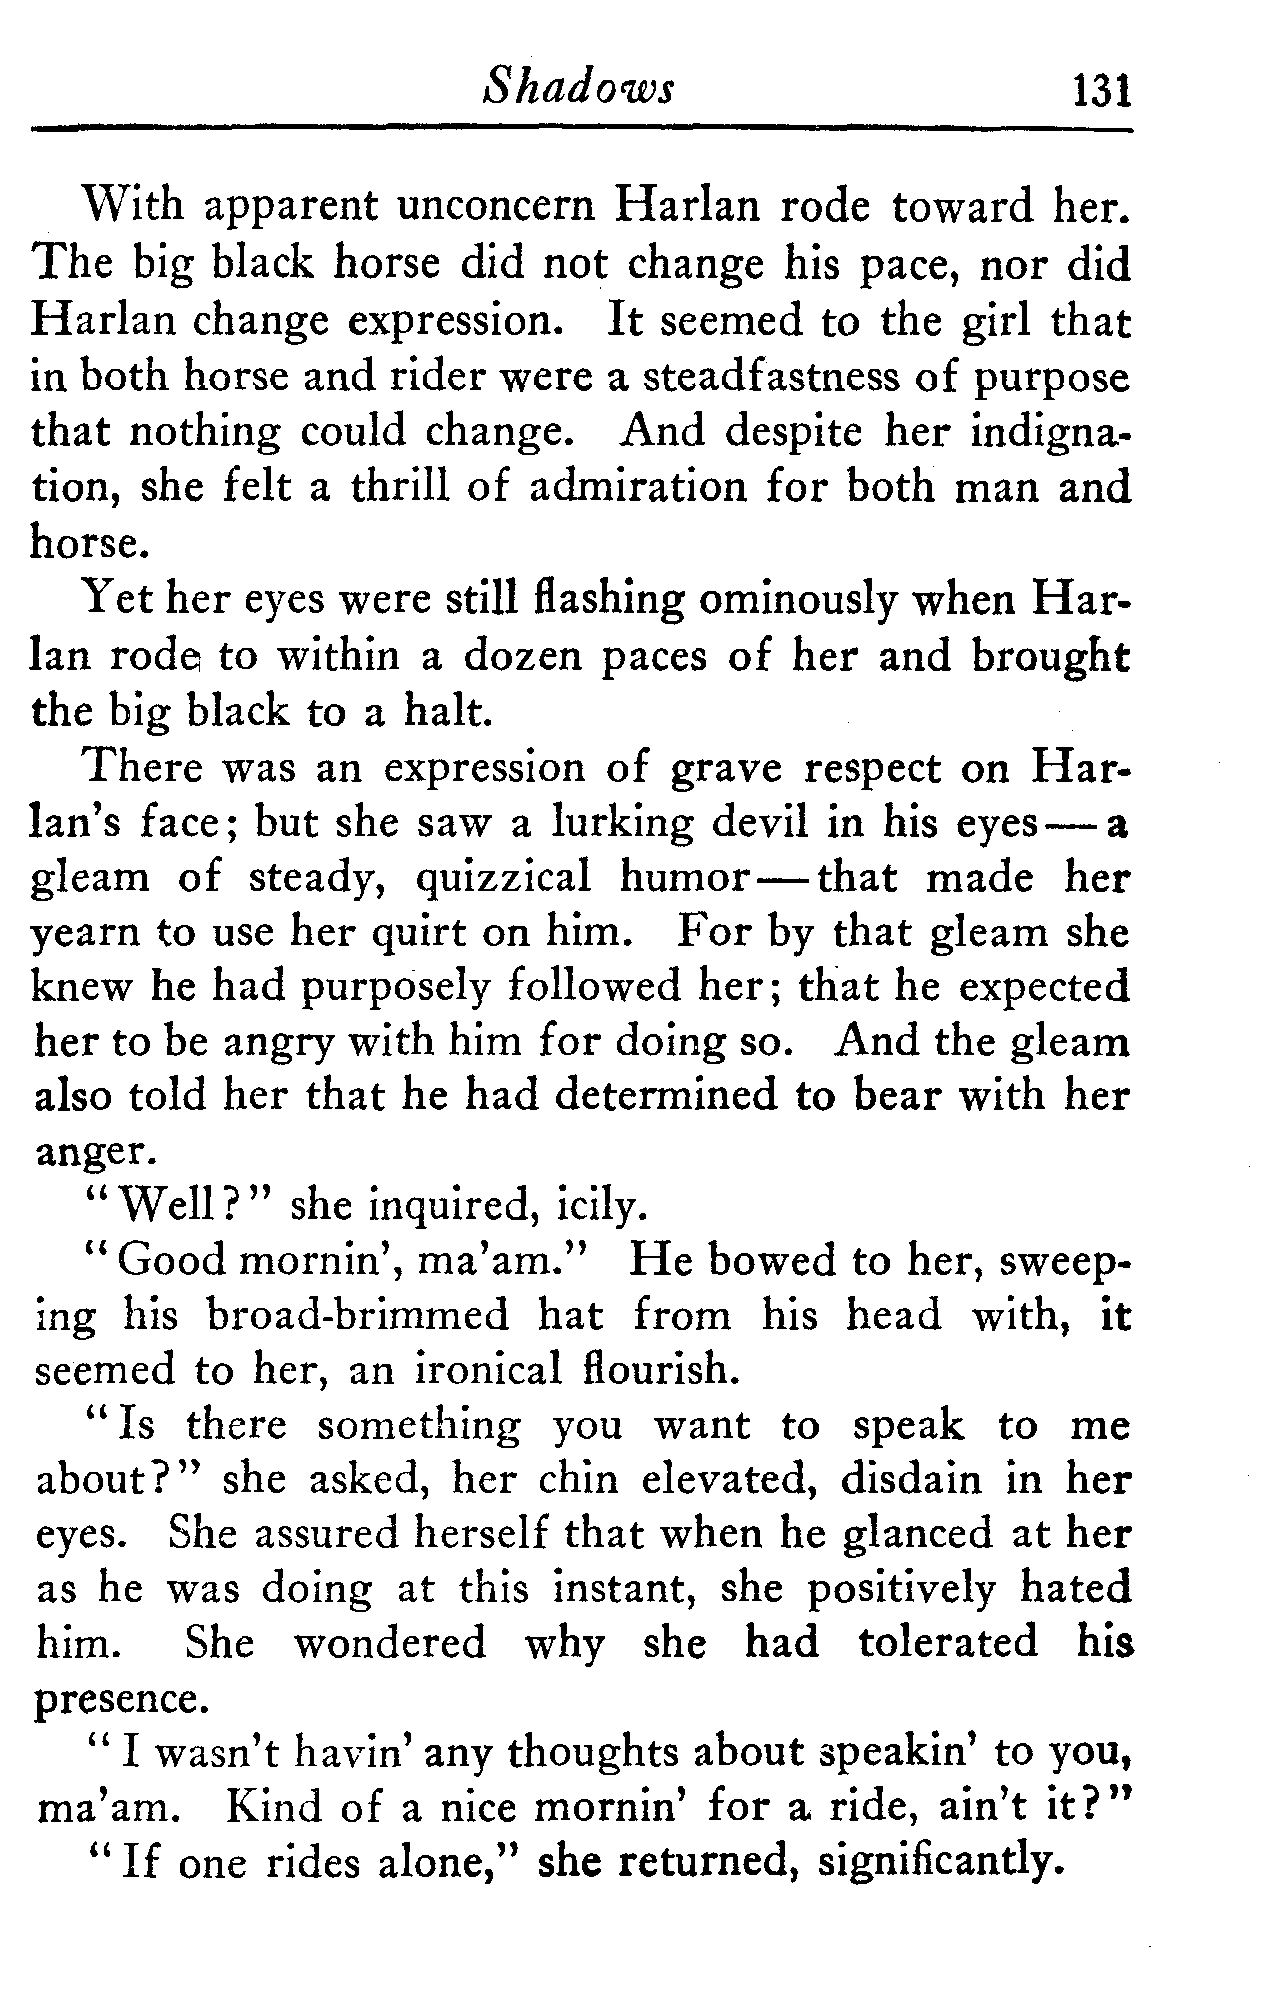 Shadows 131
With apparent unconcern Harlan rode toward her.
The big black horse did not change his pace, nor did
Harlan change expression. It seemed to the girl that
in both horse and rider were a steadfastness of purpose
that nothing could change. And despite her indigna-
tion, she felt a thrill of admiration for both man and
horse.
Yet her eyes were still flashing ominously when Har-
lan rode to within a dozen paces of her and brought
the big black to a halt.
There was an expression of grave respect on Har-
lan's face; but she saw a lurking devil in his eyes—a
gleam of steady, quizzical humor—that made her
yearn to use her quirt on him. For by that gleam she
knew he had purposely followed her; that he expected
her to be angry with him for doing so. And the gleam
also told her that he had determined to bear with her
anger.
"Well?" she inquired, icily.
"Good mornin', ma'am." He bowed to her, sweep-
ing his broad-brimmed hat from his head with, it
seemed to her, an ironical flourish.
"Is there something you want to speak to me
about?" she asked, her chin elevated, disdain in her
eyes. She assured herself that when he glanced at her
as he was doing at this instant, she positively hated
him. She wondered why she had tolerated his
presence.
"I wasn't havin' any thoughts about speakin' to you,
ma'am. Kind of a nice mornin' for a ride, ain't it?"
"If one rides alone," she returned, significantly.